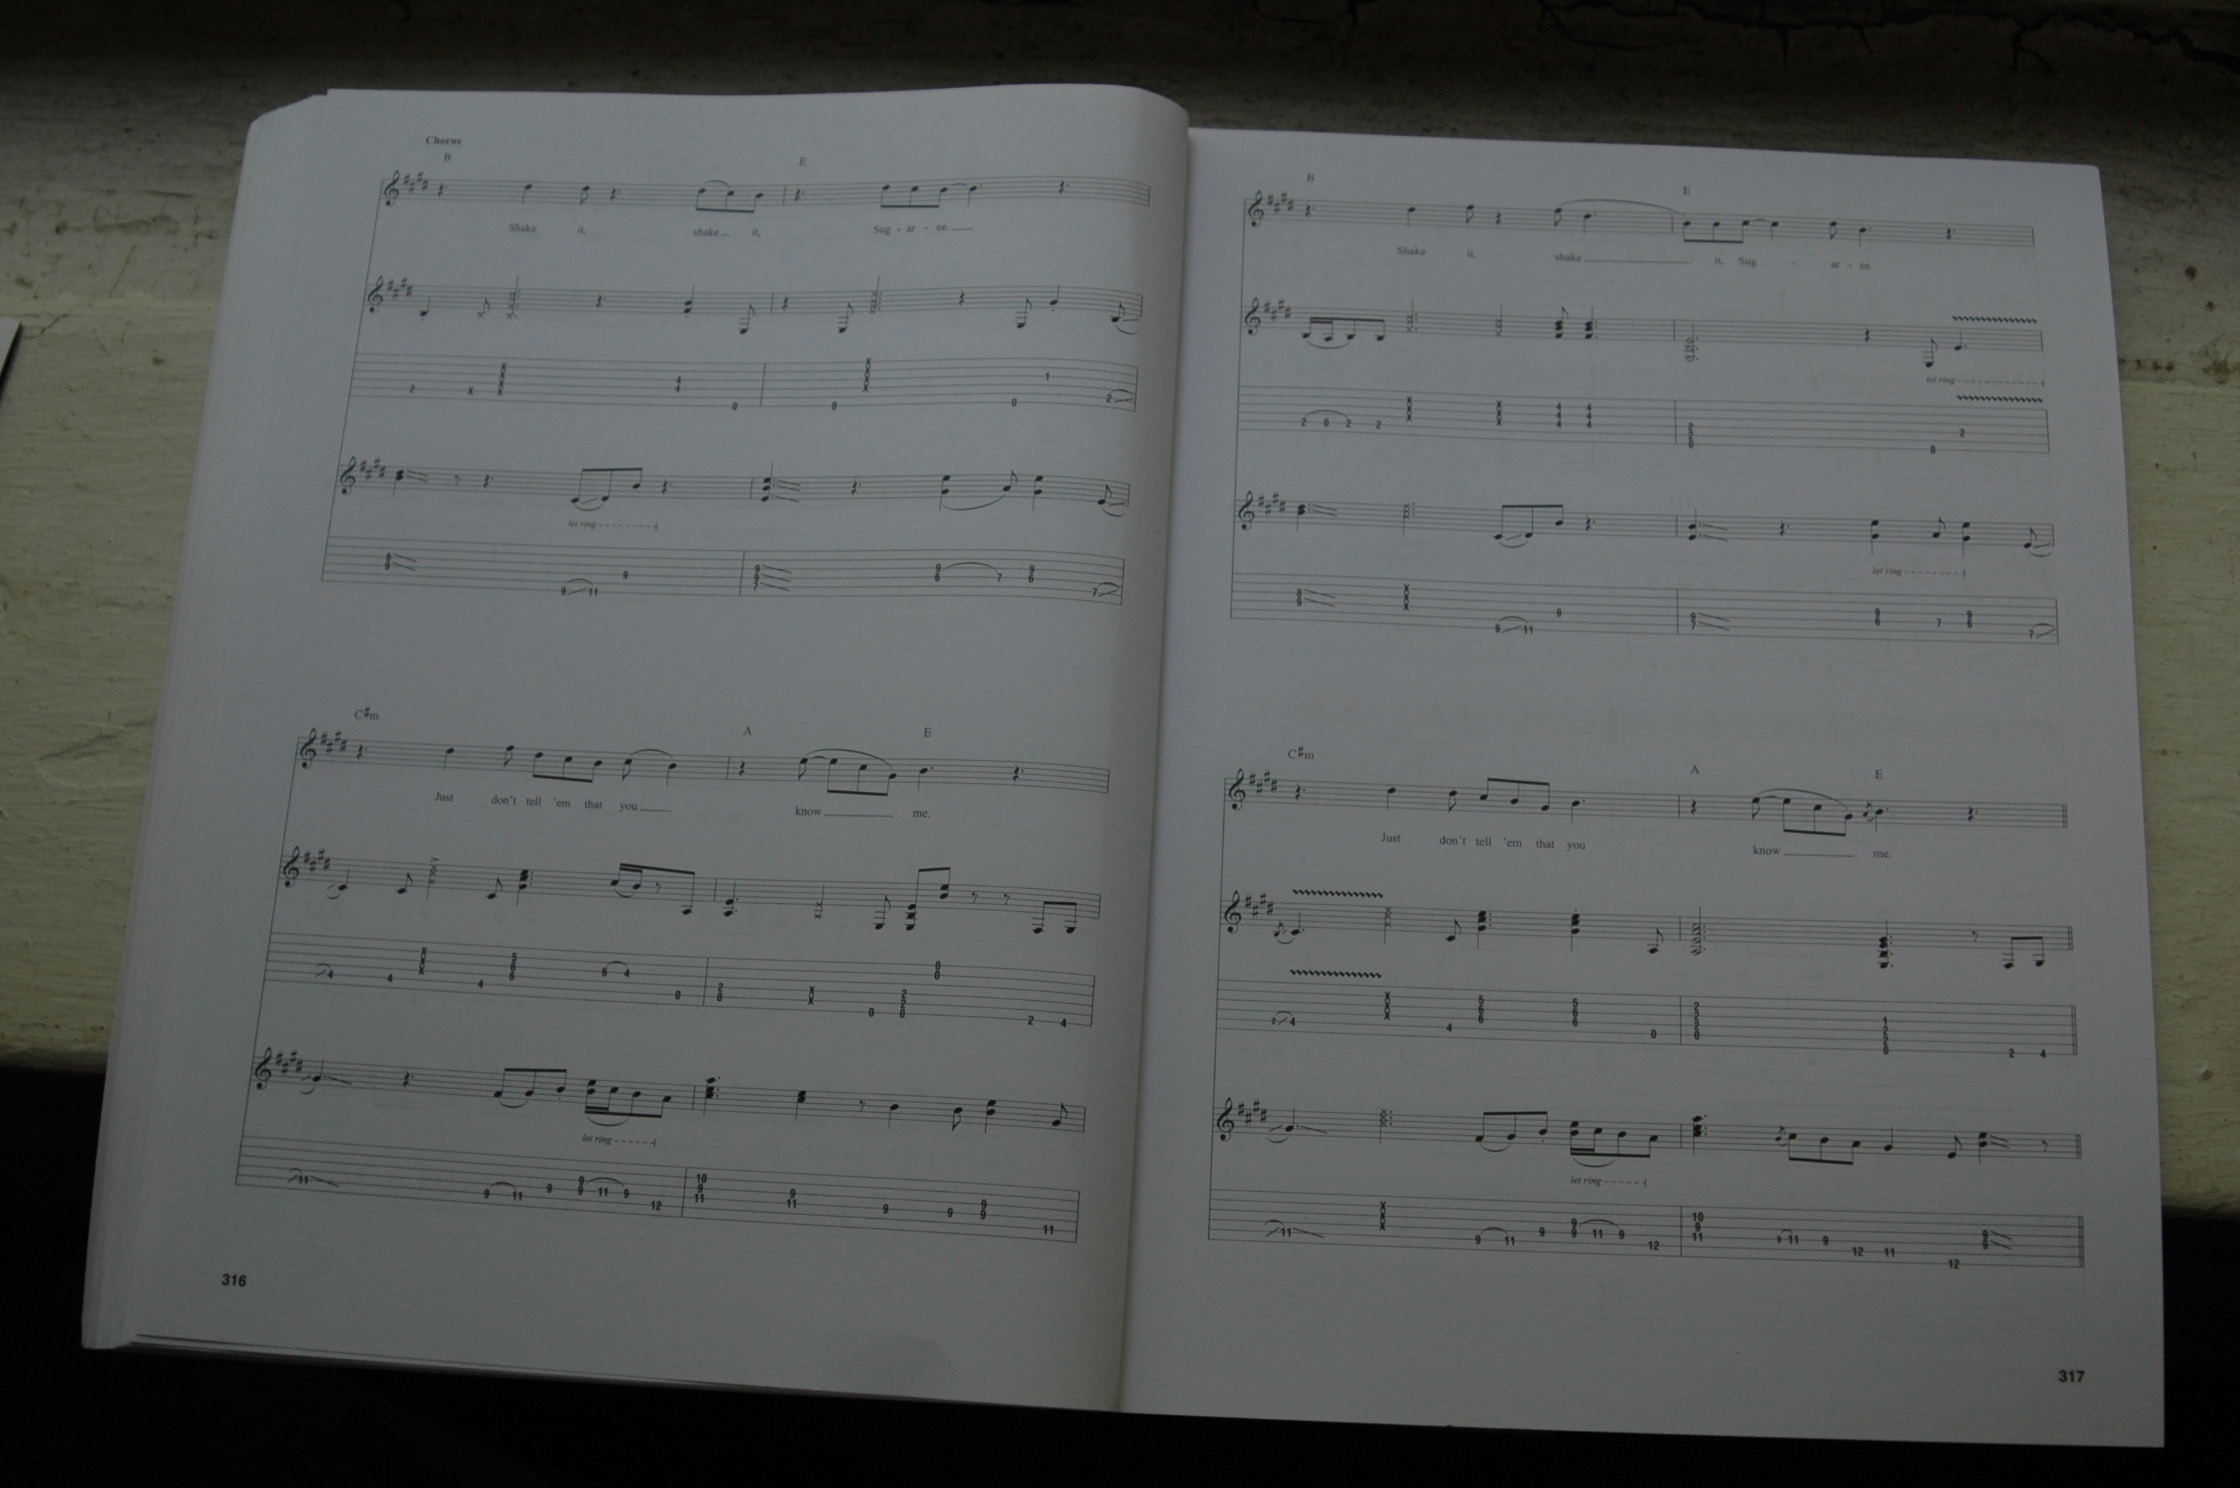 Chorus
B E
Shake it, shake it, Sug - ar - ee.
2 x x x x x 4 4 0 0 x x x x 0 1 2
let ring
9 11 9 9 6 7 9 6 7
C#m A E
Just don't tell 'em that you know me.
4 4 x x x 4 5 6 6 6 4 0 2 0 x x 0 2 2 0 0 0 2 4
let ring
11 9 11 9 9 9 11 9 12 10 9 11 9 11 9 9 9 9 11
316
B E
Shake it, shake it, Sug - ar - ee.
let ring
2 0 2 2 x x x x x x 4 4 4 4 4 4 0 2
let ring
9 11 9 9 7 9 6 7 9 6 7
C#m A E
Just don't tell 'em that you know me.
2 4 x x x 4 5 6 6 5 6 6 0 2 2 2 0 1 2 2 0 2 4
let ring
11 x x x 9 11 9 9 9 11 9 12 10 9 11 9 11 9 12 11 12 9 9
317